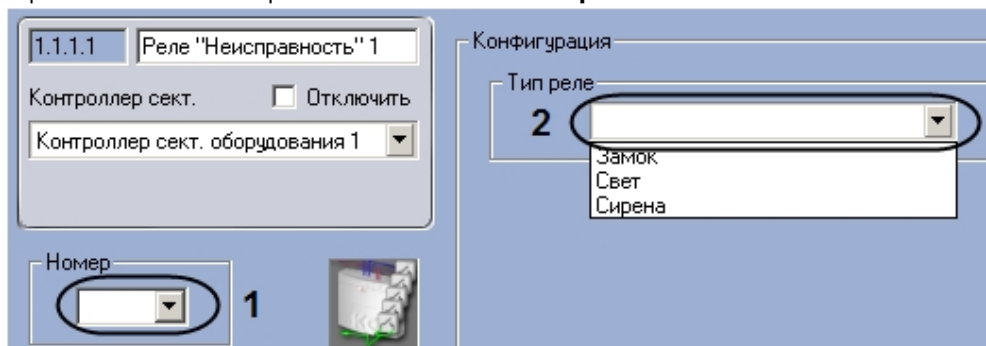 1.1.1.1 Реле "Неисправность" 1
Контроллер сект. Отключить
Контроллер сект. оборудования 1
Номер
1
Конфигурация
Тип реле
2
Замок
Свет
Сирена